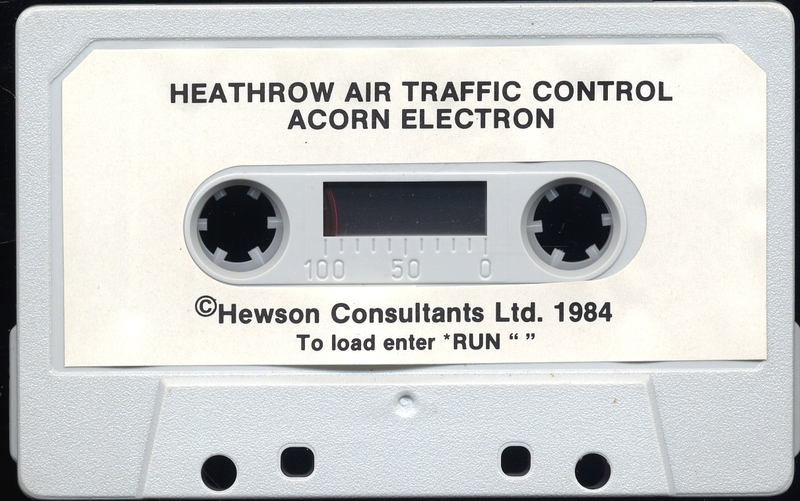 HEATHROW AIR TRAFFIC CONTROL
ACORN ELECTRON
100 50 0
©Hewson Consultants Ltd. 1984
To load enter *RUN “ ”